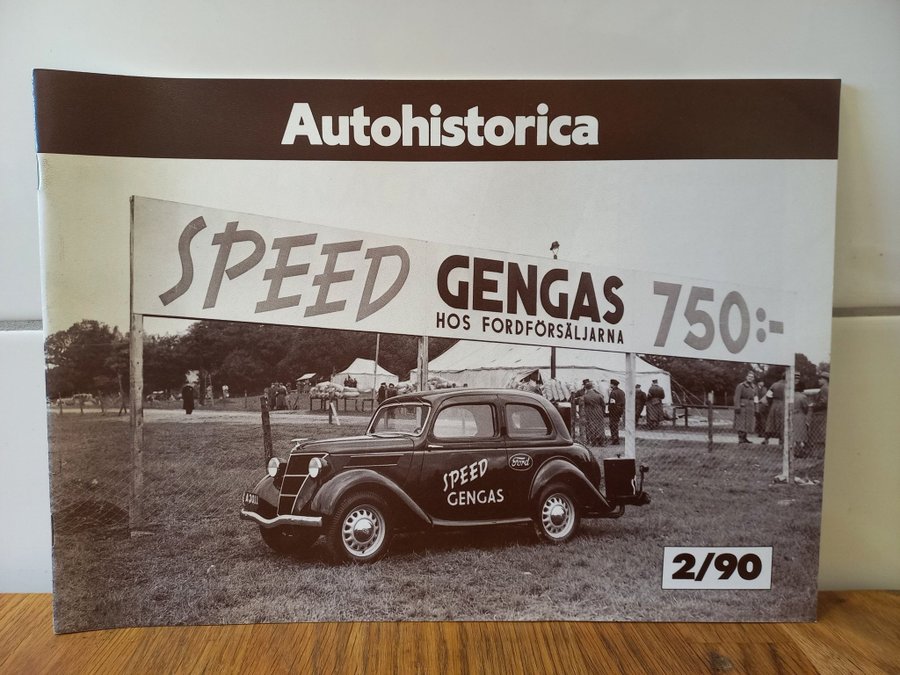 Autohistorica
SPEED GENGAS 750:-
HOS FORDFÖRSÄLJARNA
SPEED
GENGAS
Ford
2/90